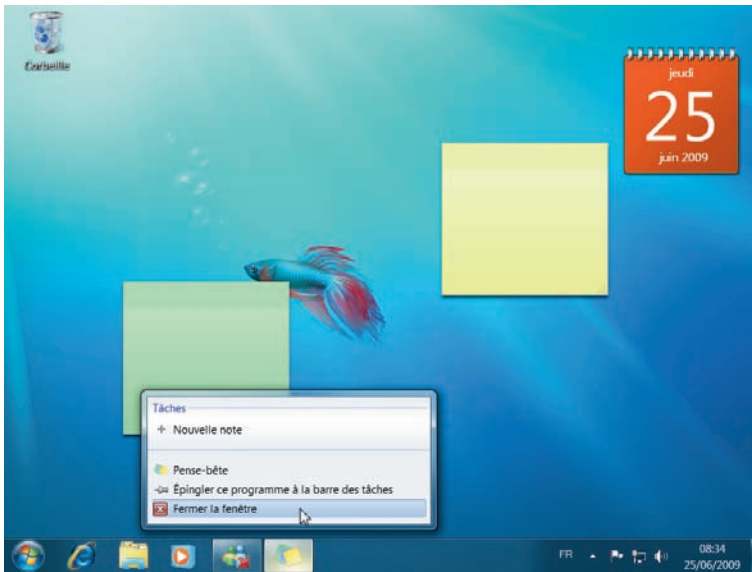 Corbeille
jeudi
25
juin 2009
Tâches
Nouvelle note
Pense-bête
Épingler ce programme à la barre des tâches
Fermer la fenêtre
FR
08:34
25/06/2009